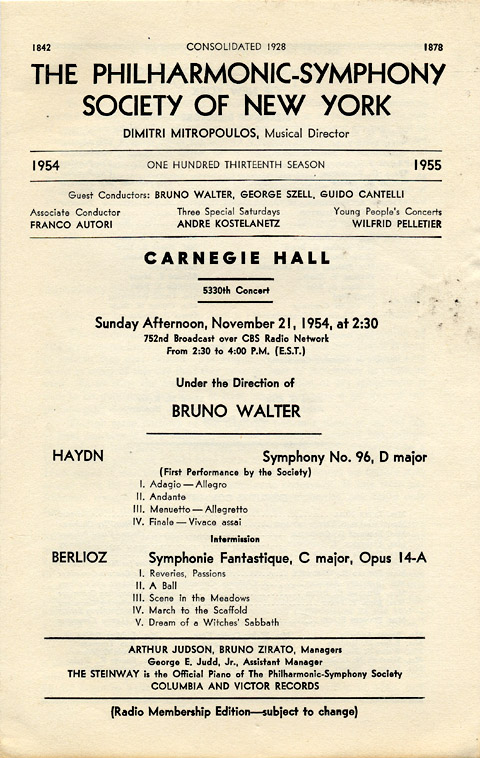 1842 CONSOLIDATED 1928 1878
THE PHILHARMONIC-SYMPHONY
SOCIETY OF NEW YORK
DIMITRI MITROPOULOS, Musical Director
1954 ONE HUNDRED THIRTEENTH SEASON 1955
Guest Conductors: BRUNO WALTER, GEORGE SZELL, GUIDO CANTELLI
Associate Conductor Three Special Saturdays Young People's Concerts
FRANCO AUTORI ANDRE KOSTELANETZ WILFRID PELLETIER
CARNEGIE HALL
5330th Concert
Sunday Afternoon, November 21, 1954, at 2:30
752nd Broadcast over CBS Radio Network
From 2:30 to 4:00 P.M. (E.S.T.)
Under the Direction of
BRUNO WALTER
HAYDN Symphony No. 96, D major
(First Performance by the Society)
I. Adagio—Allegro
II. Andante
III. Menuetto—Allegretto
IV. Finale—Vivace assai
Intermission
BERLIOZ Symphonie Fantastique, C major, Opus 14-A
I. Reveries, Passions
II. A Ball
III. Scene in the Meadows
IV. March to the Scaffold
V. Dream of a Witches' Sabbath
ARTHUR JUDSON, BRUNO ZIRATO, Managers
George E. Judd, Jr., Assistant Manager
THE STEINWAY is the Official Piano of The Philharmonic-Symphony Society
COLUMBIA AND VICTOR RECORDS
(Radio Membership Edition—subject to change)